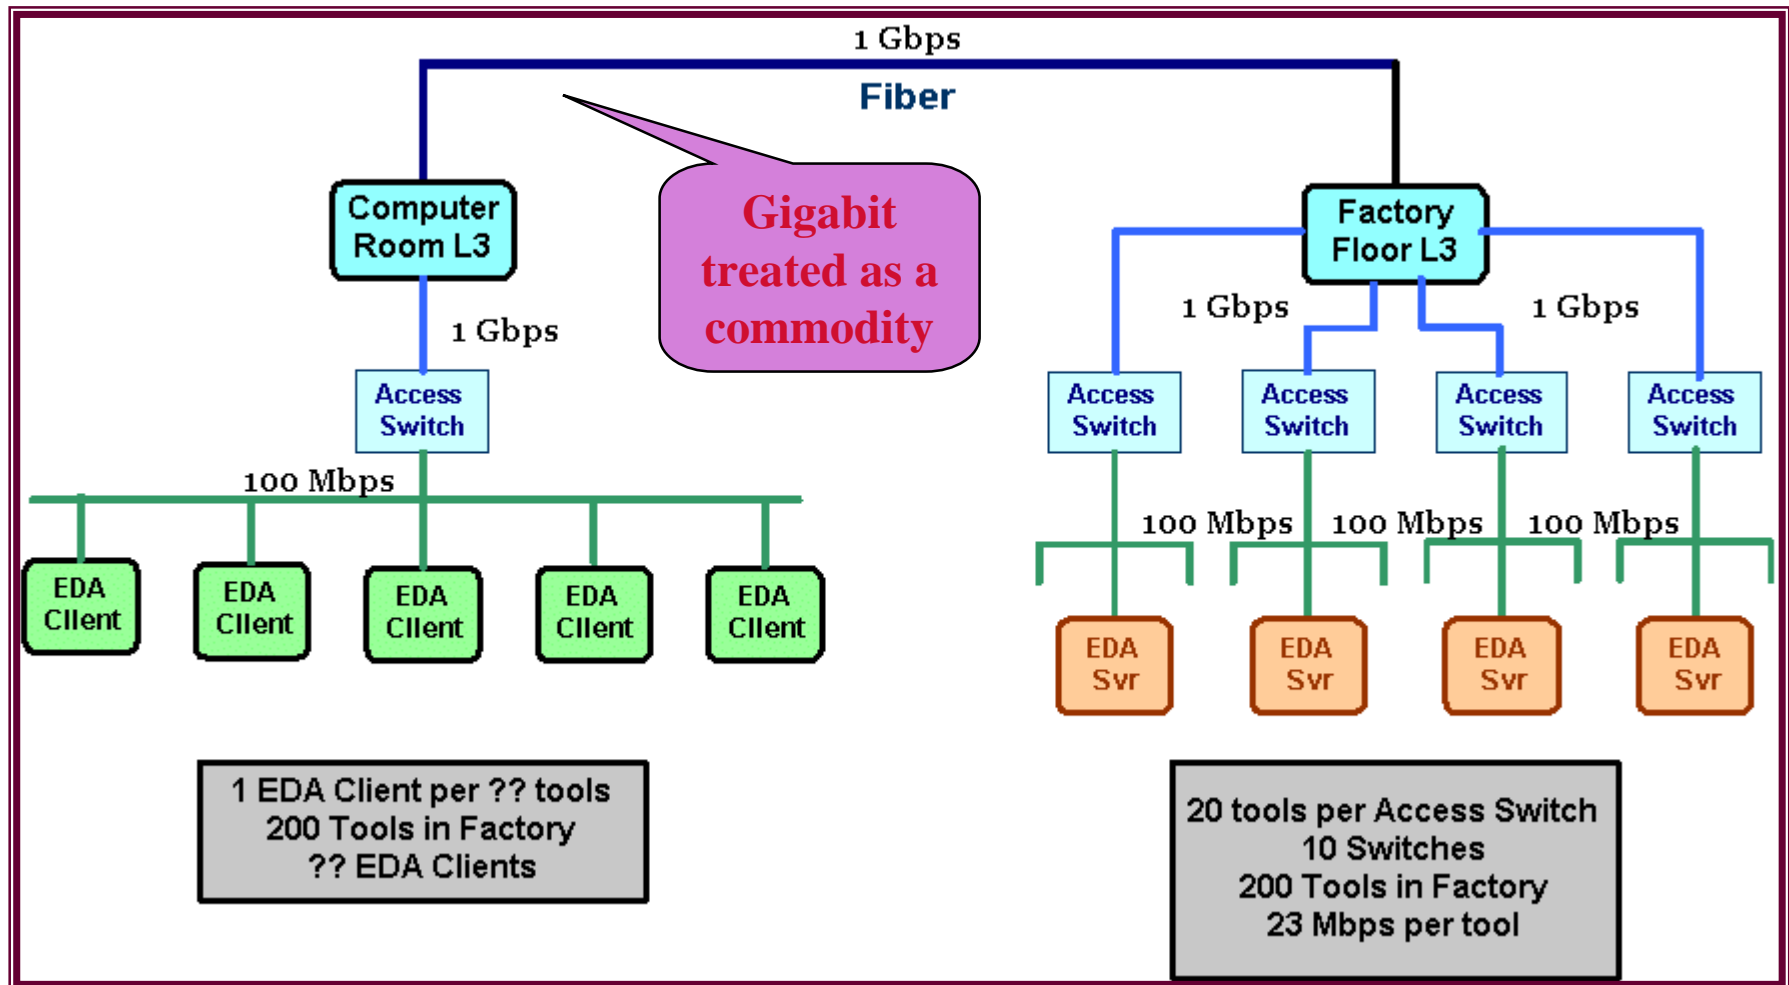 1 Gbps
Fiber
Gigabit
treated as a
commodity
Computer
Room L3
Factory
Floor L3
1 Gbps
1 Gbps
1 Gbps
Access
Switch
Access
Switch
Access
Switch
Access
Switch
Access
Switch
100 Mbps
100 Mbps
100 Mbps
100 Mbps
EDA
Client
EDA
Client
EDA
Client
EDA
Client
EDA
Client
EDA
Svr
EDA
Svr
EDA
Svr
EDA
Svr
1 EDA Client per ?? tools
200 Tools in Factory
?? EDA Clients
20 tools per Access Switch
10 Switches
200 Tools in Factory
23 Mbps per tool